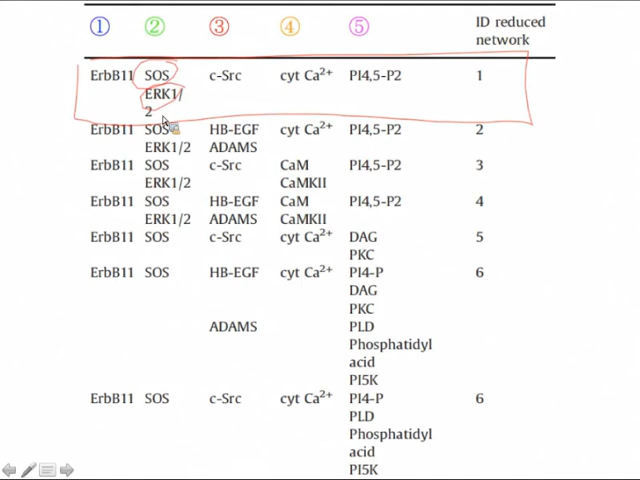 ① ② ③ ④ ⑤ ID reduced
network
ErbB11 SOS c-Src cyt Ca²⁺ PI4,5-P2 1
ERK1/
2
ErbB11 SOS HB-EGF cyt Ca²⁺ PI4,5-P2 2
ERK1/2 ADAMS
ErbB11 SOS c-Src CaM PI4,5-P2 3
ERK1/2 CaMKII
ErbB11 SOS HB-EGF CaM PI4,5-P2 4
ERK1/2 ADAMS CaMKII
ErbB11 SOS c-Src cyt Ca²⁺ DAG 5
PKC
ErbB11 SOS HB-EGF cyt Ca²⁺ PI4-P 6
DAG
PKC
ADAMS PLD
Phosphatidyl
acid
PI5K
ErbB11 SOS c-Src cyt Ca²⁺ PI4-P 6
PLD
Phosphatidyl
acid
PI5K